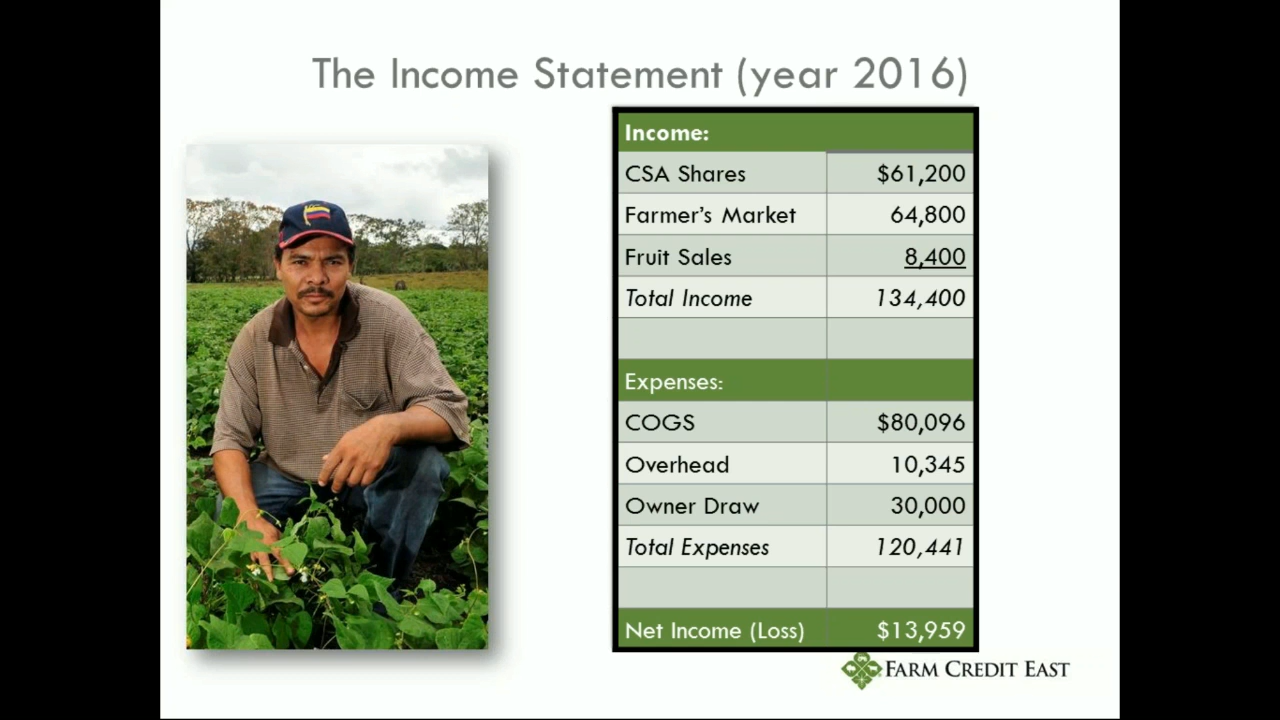 The Income Statement (year 2016)
Income:
CSA Shares $61,200
Farmer's Market 64,800
Fruit Sales 8,400
Total Income 134,400
Expenses:
COGS $80,096
Overhead 10,345
Owner Draw 30,000
Total Expenses 120,441
Net Income (Loss) $13,959
FARM CREDIT EAST